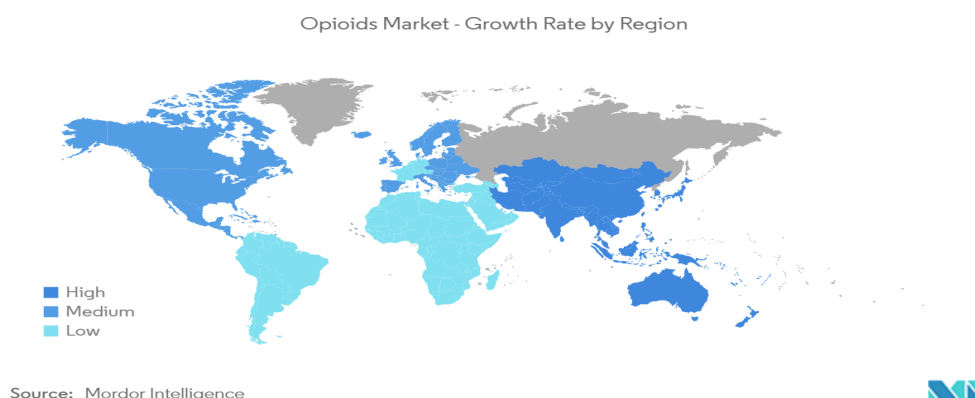 Opioids Market - Growth Rate by Region
High
Medium
Low
Source: Mordor Intelligence